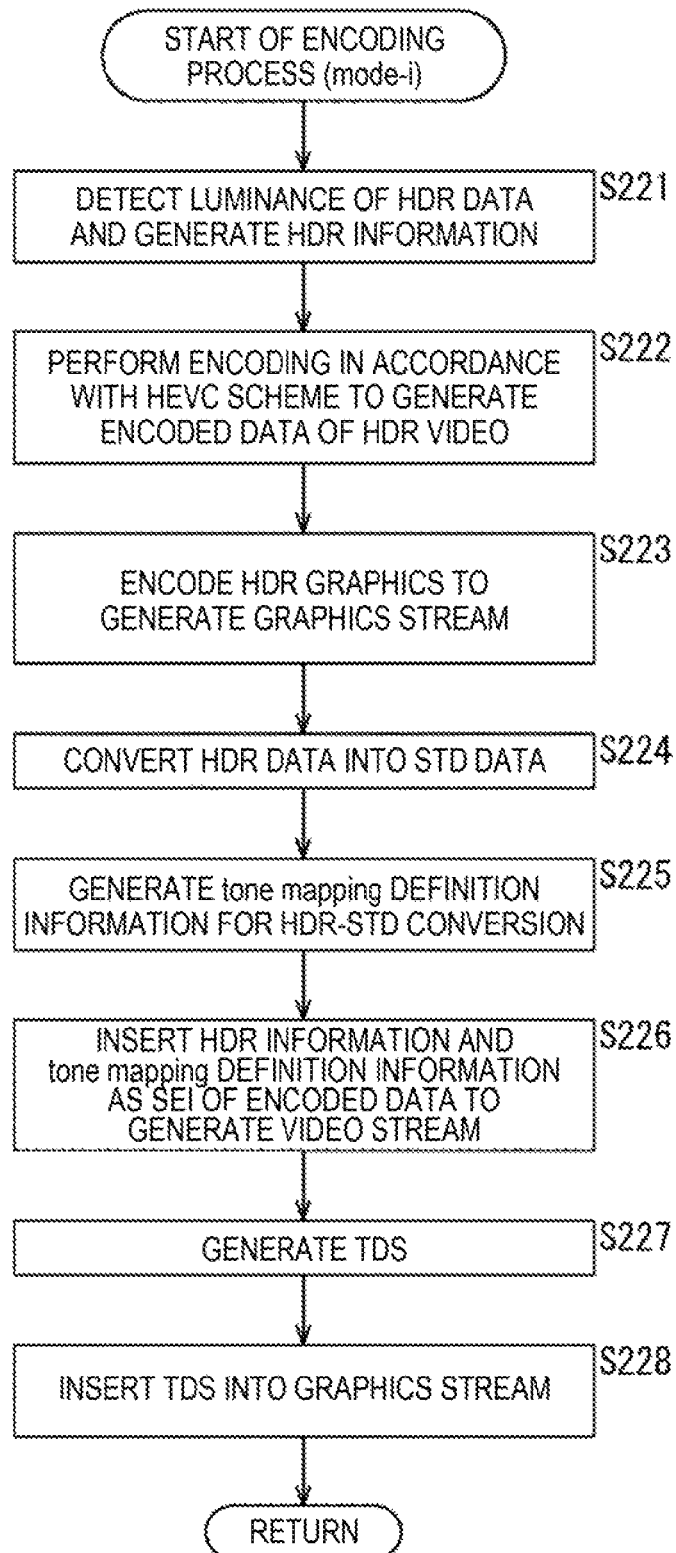 START OF ENCODING
PROCESS (mode-i)
S221
DETECT LUMINANCE OF HDR DATA
AND GENERATE HDR INFORMATION
S222
PERFORM ENCODING IN ACCORDANCE
WITH HEVC SCHEME TO GENERATE
ENCODED DATA OF HDR VIDEO
S223
ENCODE HDR GRAPHICS TO
GENERATE GRAPHICS STREAM
S224
CONVERT HDR DATA INTO STD DATA
S225
GENERATE tone mapping DEFINITION
INFORMATION FOR HDR-STD CONVERSION
S226
INSERT HDR INFORMATION AND
tone mapping DEFINITION INFORMATION
AS SEI OF ENCODED DATA TO
GENERATE VIDEO STREAM
S227
GENERATE TDS
S228
INSERT TDS INTO GRAPHICS STREAM
RETURN